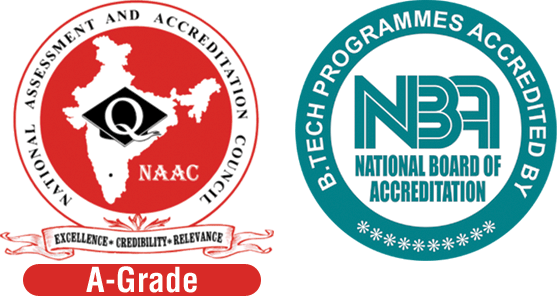 NATIONAL ASSESSMENT AND ACCREDITATION COUNCIL
Q
NAAC
EXCELLENCE • CREDIBILITY • RELEVANCE
A-Grade
B.TECH PROGRAMMES ACCREDITED BY
NBA
NATIONAL BOARD OF
ACCREDITATION
**********